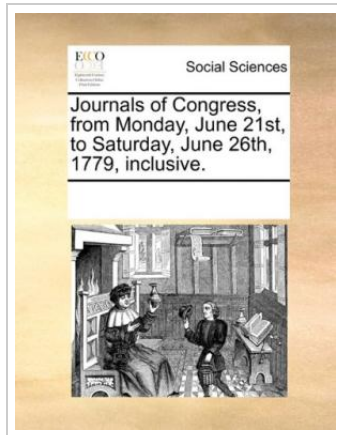 ECCO
Social Sciences
Journals of Congress,
from Monday, June 21st,
to Saturday, June 26th,
1779, inclusive.